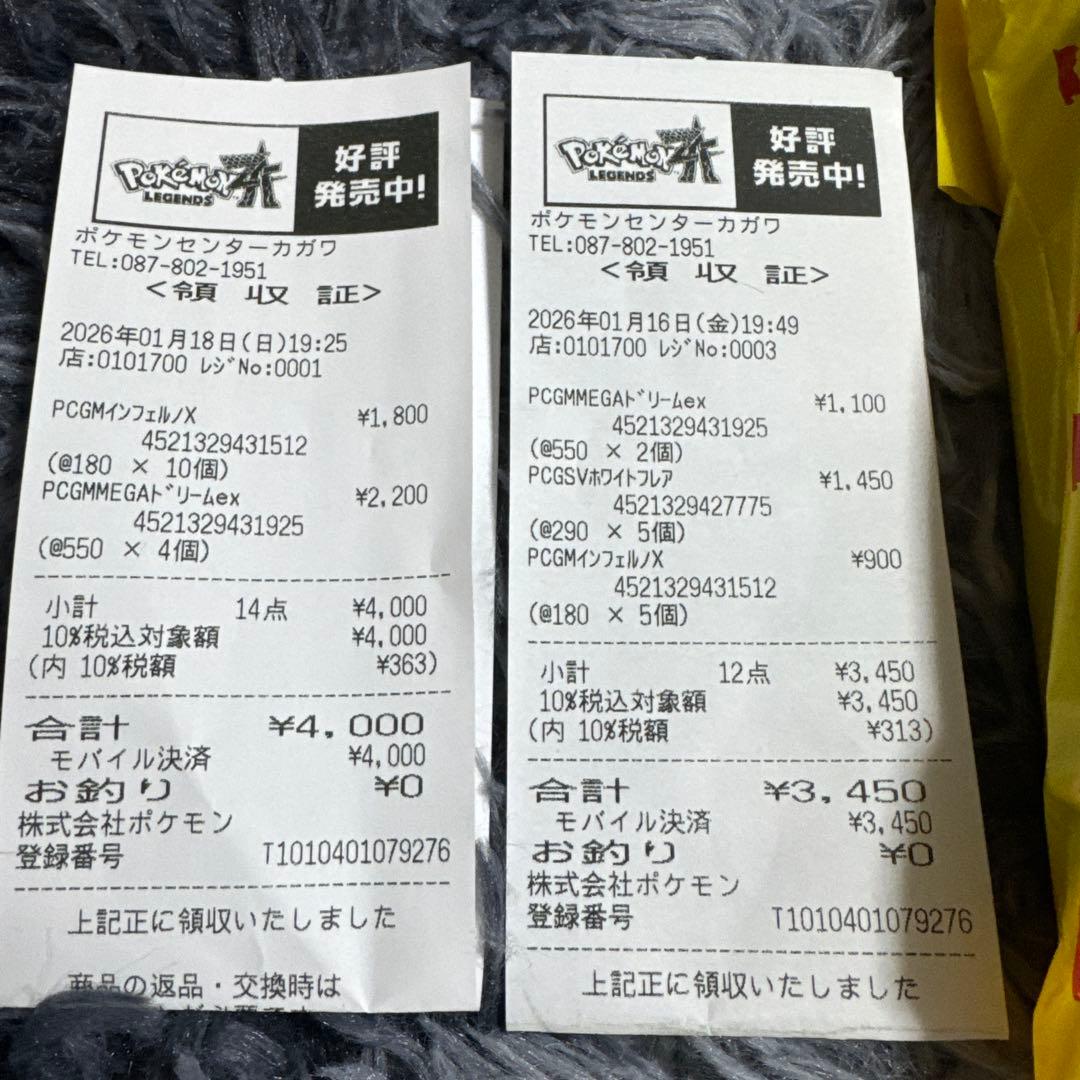 POKÉMON
LEGENDS
好評
発売中!
ポケモンセンターカガワ
TEL:087-802-1951
<領 収 証>
2026年01月18日(日)19:25
店:0101700 ﾚｼﾞNo:0001
PCGMｲﾝﾌｪﾙﾉX ¥1,800
4521329431512
(@180 × 10個)
PCGMMEGAﾄﾞﾘｰﾑex ¥2,200
4521329431925
(@550 × 4個)
小計 14点 ¥4,000
10%税込対象額 ¥4,000
(内 10%税額 ¥363)
合計 ¥4,000
モバイル決済 ¥4,000
お釣り ¥0
株式会社ポケモン
登録番号 T1010401079276
上記正に領収いたしました
商品の返品・交換時は
POKÉMON
LEGENDS
好評
発売中!
ポケモンセンターカガワ
TEL:087-802-1951
<領 収 証>
2026年01月16日(金)19:49
店:0101700 ﾚｼﾞNo:0003
PCGMMEGAﾄﾞﾘｰﾑex ¥1,100
4521329431925
(@550 × 2個)
PCGSVﾎﾜｲﾄﾌﾚｱ ¥1,450
4521329427775
(@290 × 5個)
PCGMｲﾝﾌｪﾙﾉX ¥900
4521329431512
(@180 × 5個)
小計 12点 ¥3,450
10%税込対象額 ¥3,450
(内 10%税額 ¥313)
合計 ¥3,450
モバイル決済 ¥3,450
お釣り ¥0
株式会社ポケモン
登録番号 T1010401079276
上記正に領収いたしました